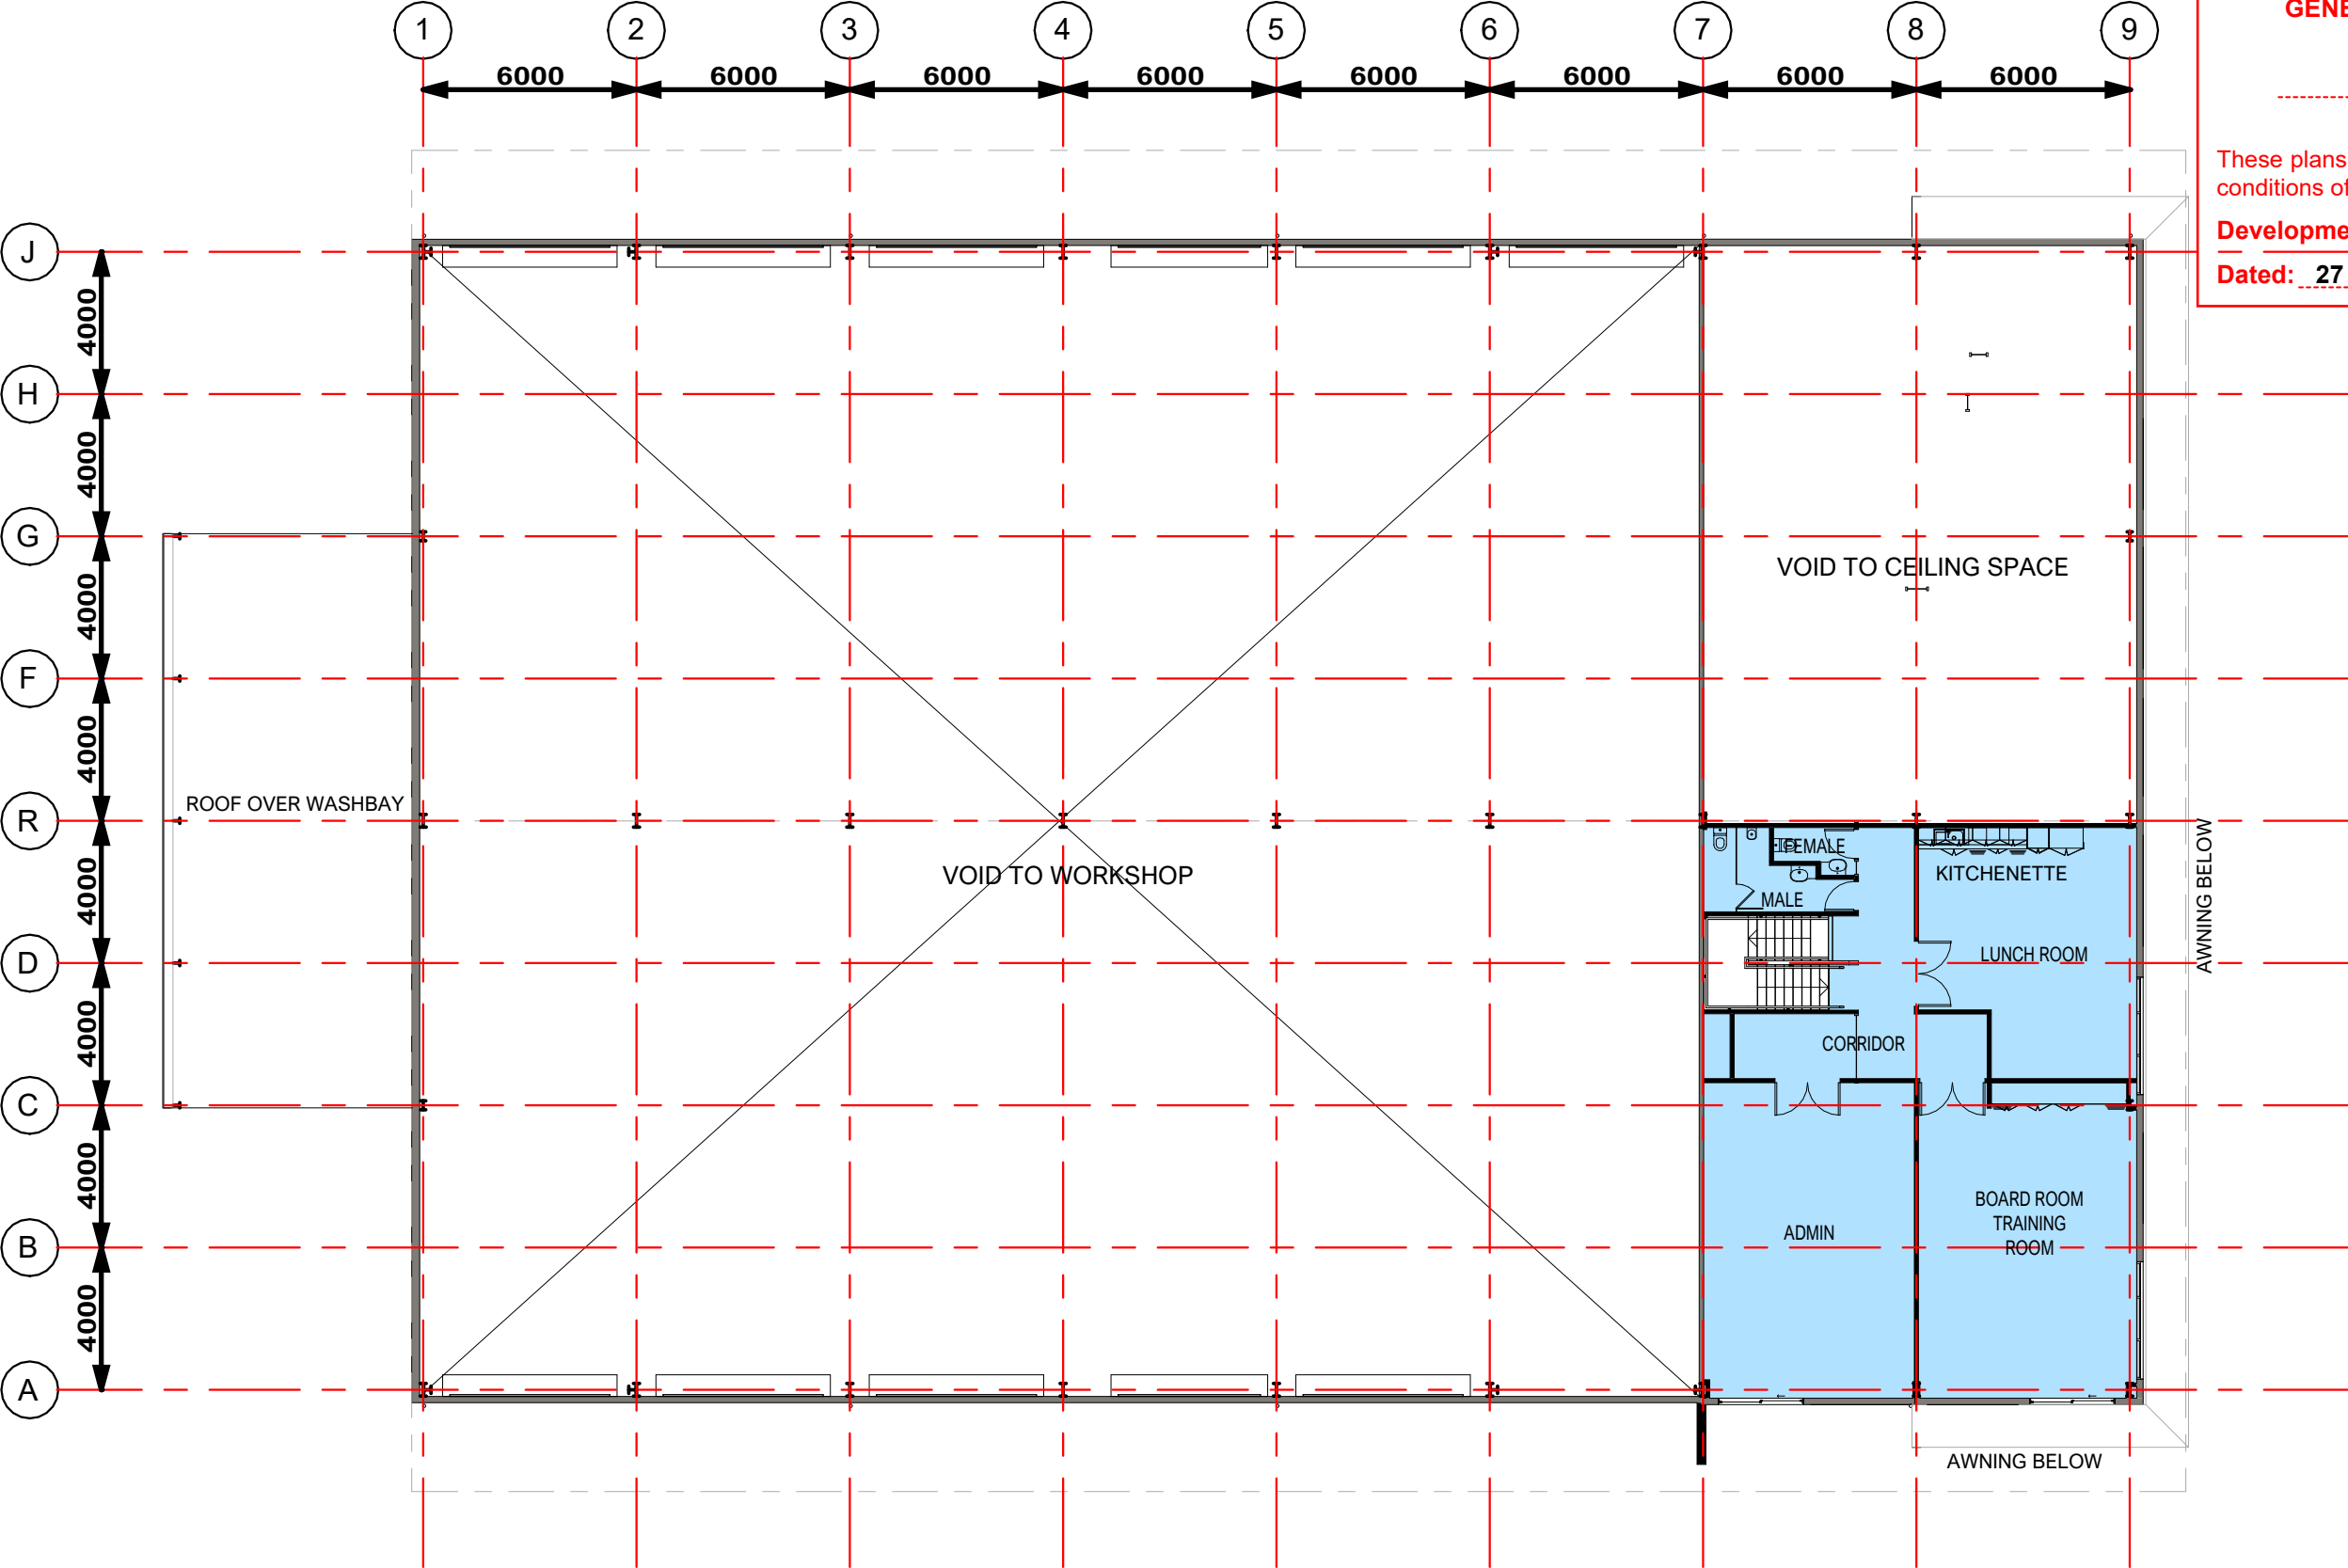 1 2 3 4 5 6 7 8 9
6000 6000 6000 6000 6000 6000 6000 6000
These plans
conditions of
Developme
Dated: 27
J
4000
H
4000
G
4000
F
4000
R
4000
D
4000
C
4000
B
4000
A
VOID TO CEILING SPACE
ROOF OVER WASHBAY
VOID TO WORKSHOP
FEMALE
MALE
KITCHENETTE
LUNCH ROOM
CORRIDOR
ADMIN
BOARD ROOM
TRAINING
ROOM
AWNING BELOW
AWNING BELOW